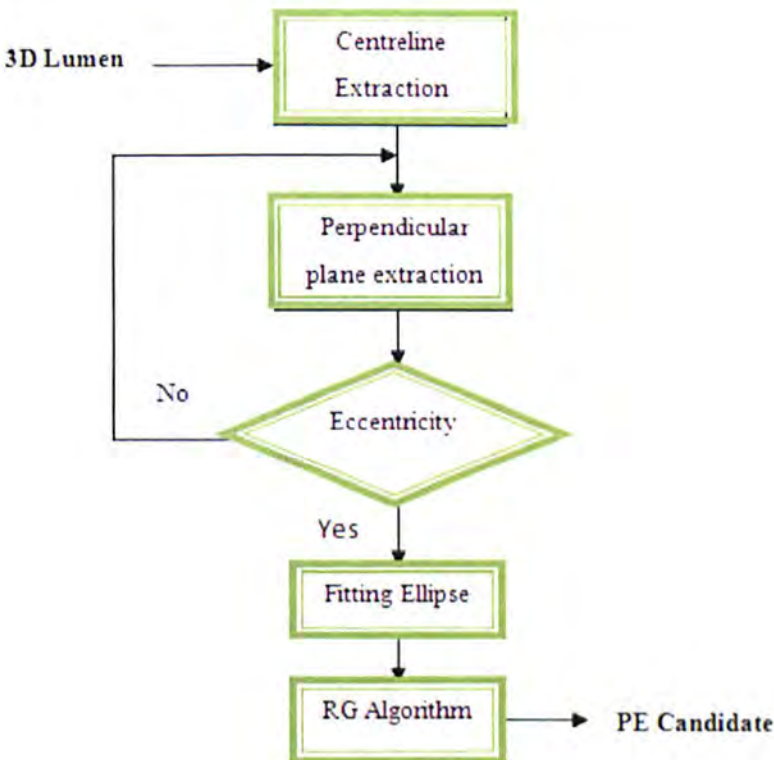 Centreline
3D Lumen
Extraction
Perpendicular
plane extraction
No
Eccentricity
Yes
Fitting Ellipse
RG Algorithm
PE Candidate